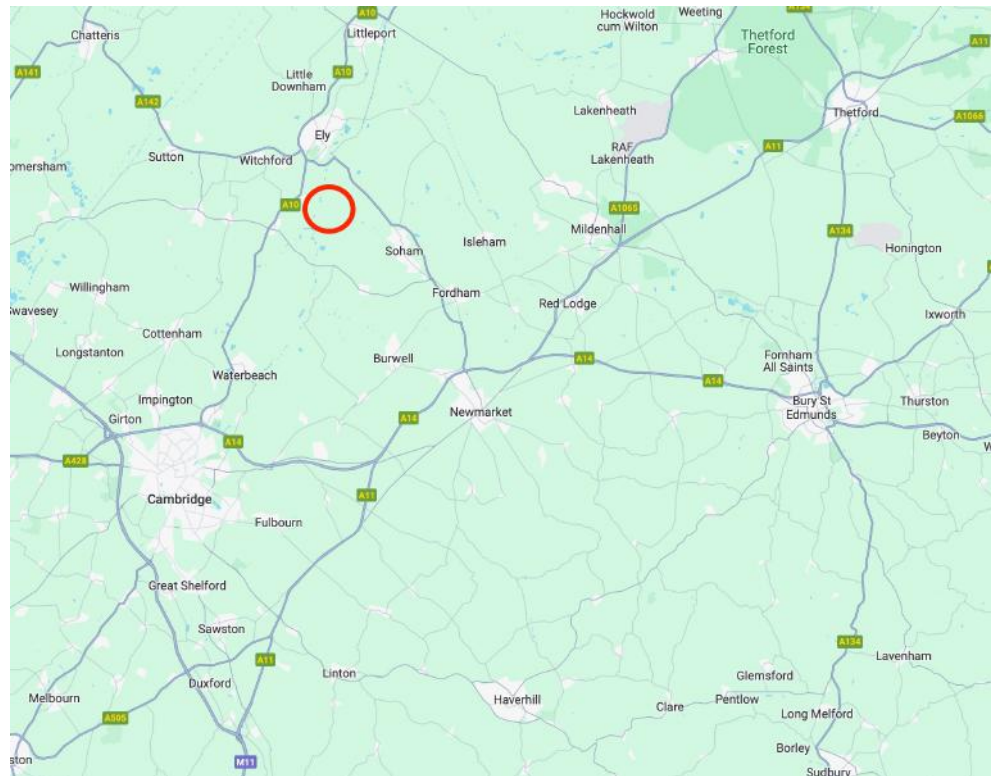 A10
A134
Hockwold
cum Wilton
Weeting
Chatteris
Littleport
Thetford
Forest
A11
A141
A10
Little
Downham
A142
Lakenheath
Thetford
A1066
Ely
RAF
Lakenheath
A11
Sutton
Witchford
omersham
A10
A1065
Mildenhall
A134
Isleham
Soham
Honington
Willingham
Fordham
Red Lodge
Swavesey
Ixworth
Cottenham
Longstanton
Burwell
A14
Fornham
All Saints
Waterbeach
A14
Impington
Bury St
Edmunds
Thurston
Girton
Newmarket
A14
A14
Beyton
A428
Cambridge
A11
Fulbourn
Great Shelford
Sawston
A134
Lavenham
A11
Linton
Duxford
Glemsford
Melbourn
Haverhill
Clare
Pentlow
Long Melford
A505
Borley
ston
M11
Sudbury